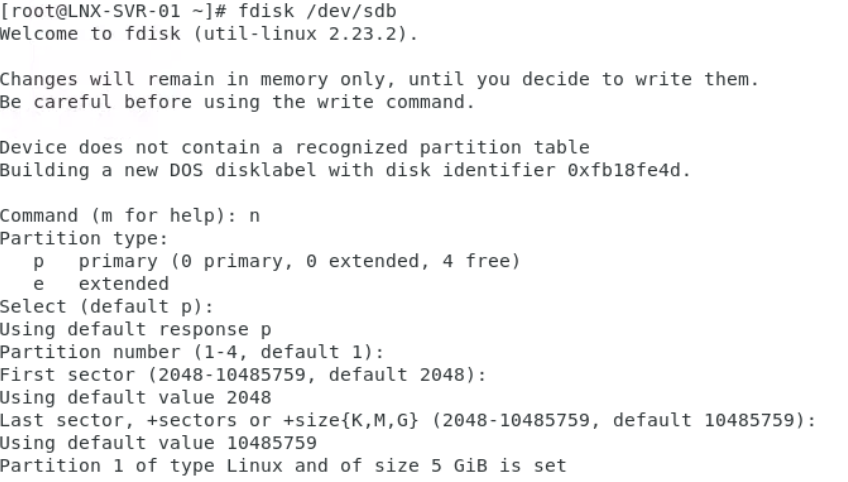 [root@LNX-SVR-01 ~]# fdisk /dev/sdb
Welcome to fdisk (util-linux 2.23.2).

Changes will remain in memory only, until you decide to write them.
Be careful before using the write command.

Device does not contain a recognized partition table
Building a new DOS disklabel with disk identifier 0xfb18fe4d.

Command (m for help): n
Partition type:
   p   primary (0 primary, 0 extended, 4 free)
   e   extended
Select (default p):
Using default response p
Partition number (1-4, default 1):
First sector (2048-10485759, default 2048):
Using default value 2048
Last sector, +sectors or +size{K,M,G} (2048-10485759, default 10485759):
Using default value 10485759
Partition 1 of type Linux and of size 5 GiB is set